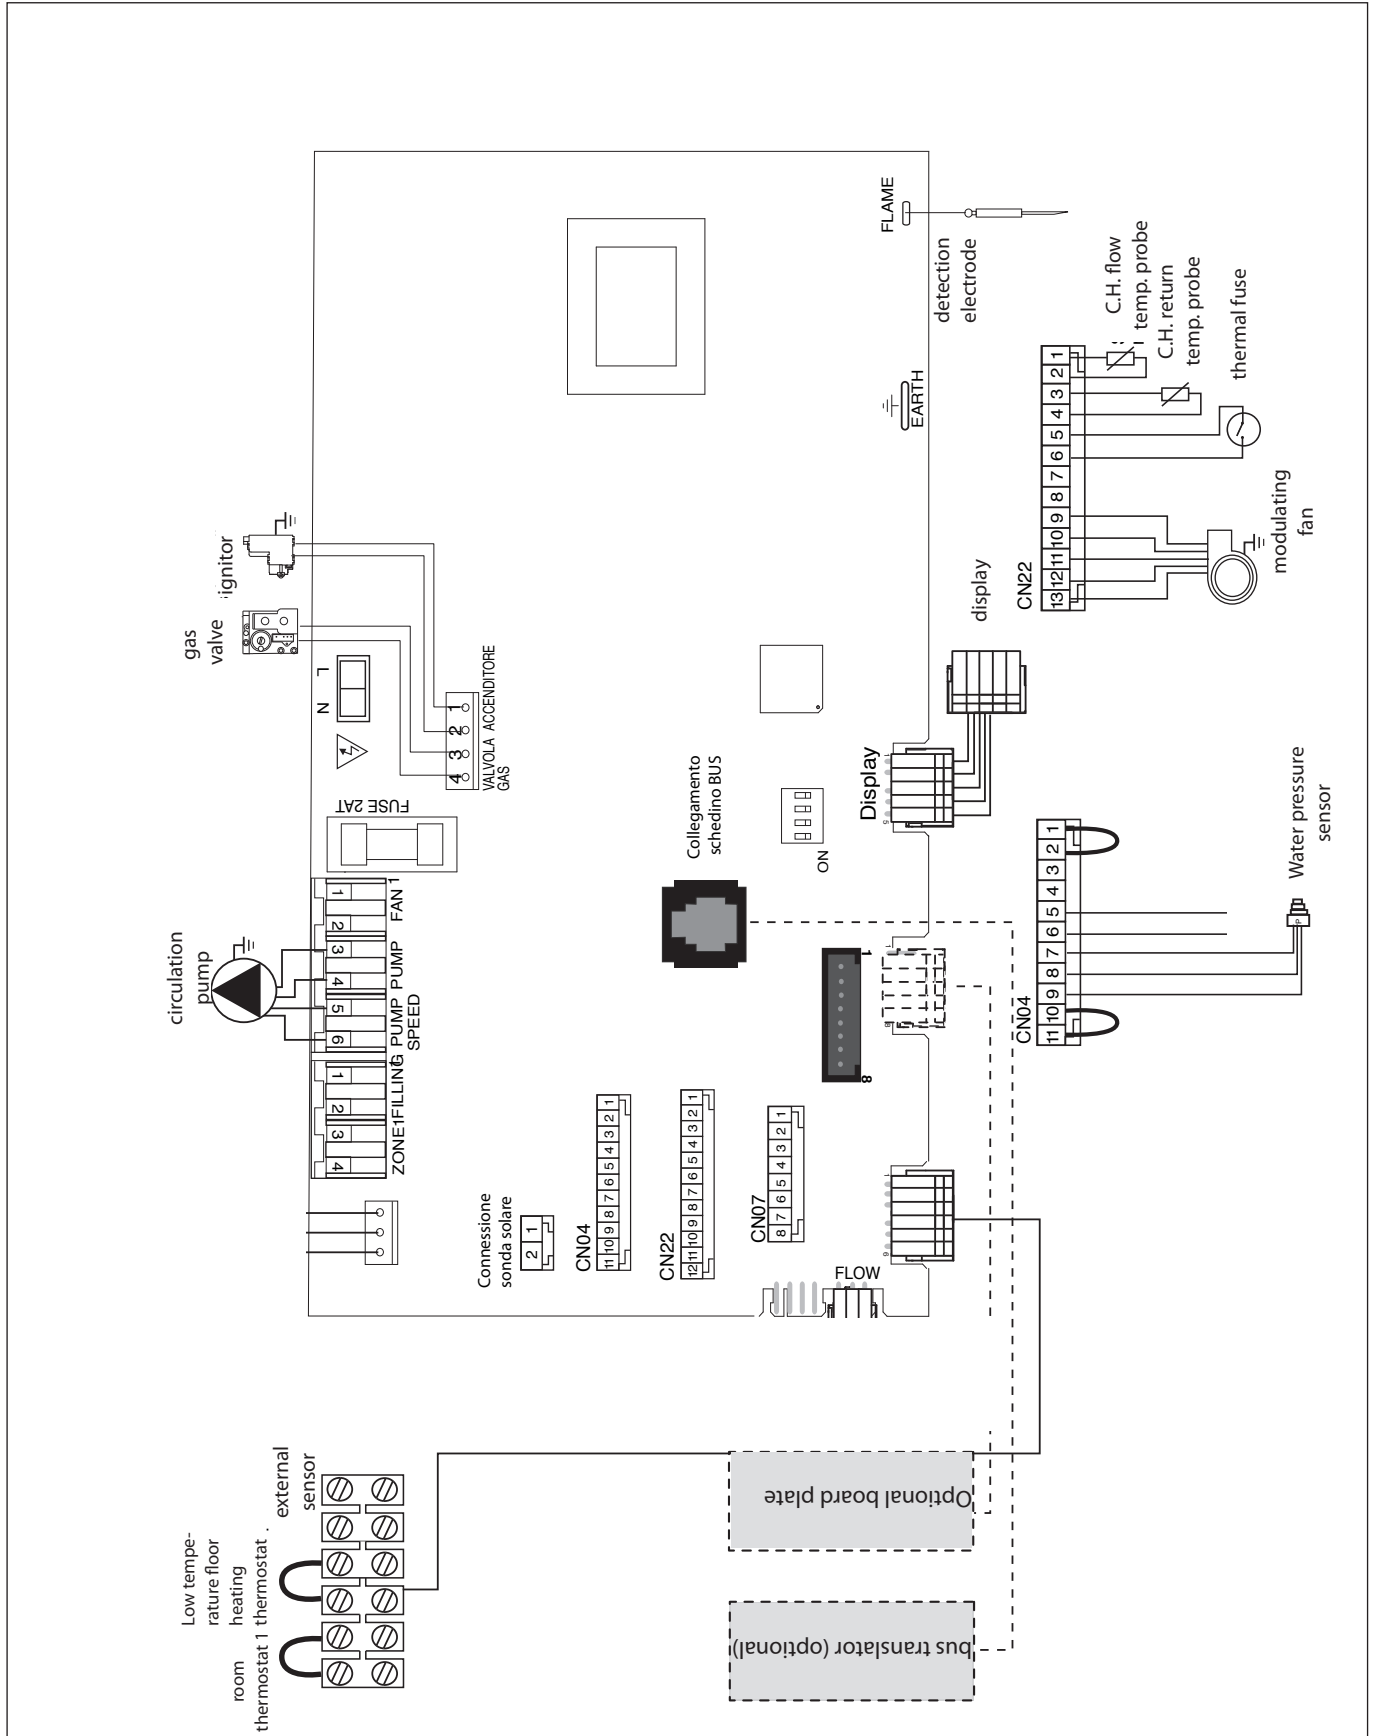 FLAME
detection
electrode
C.H. flow
temp. probe
C.H. return
temp. probe
thermal fuse
EARTH
1 2 3 4 5 6 7 8 9 10 11 12 13
CN22
modulating
fan
display
ignitor
gas
valve
L
N
1 2 3 4
VALVOLA ACCENDITORE
GAS
FUSE 2AT
Collegamento
schedino BUS
ON
Display
1
5
circulation
pump
1 2 3 4 5 6
FAN 1
PUMP
PUMP
SPEED
1 2 3 4
FILLING
ZONE1
1
8
1
8
1 2 3 4 5 6 7 8 9 10 11
CN04
Water pressure
sensor
P
Connessione
sonda solare
1 2
CN04
1 2 3 4 5 6 7 8 9 10 11
CN22
1 2 3 4 5 6 7 8 9 10 11 12
CN07
1 2 3 4 5 6 7 8
1
6
FLOW
external
sensor
Low tempe-
rature floor
heating
thermostat .
room
thermostat 1
Optional board plate
bus translator (optional)